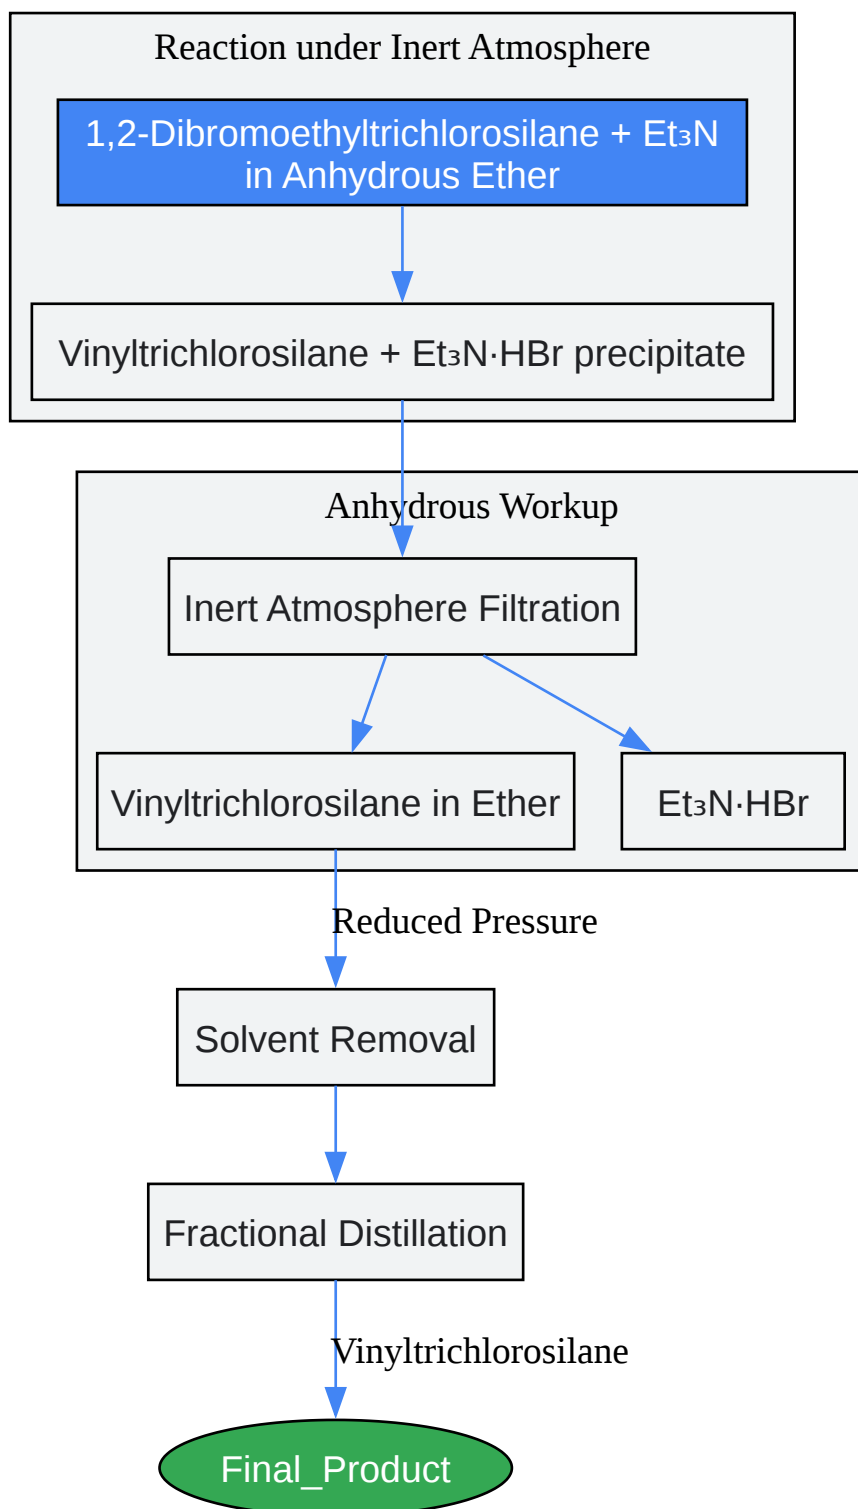 Reaction under Inert Atmosphere
1,2-Dibromoethyltrichlorosilane + Et₃N
in Anhydrous Ether
Vinyltrichlorosilane + Et₃N·HBr precipitate
Anhydrous Workup
Inert Atmosphere Filtration
Vinyltrichlorosilane in Ether
Et₃N·HBr
Reduced Pressure
Solvent Removal
Fractional Distillation
Vinyltrichlorosilane
Final_Product